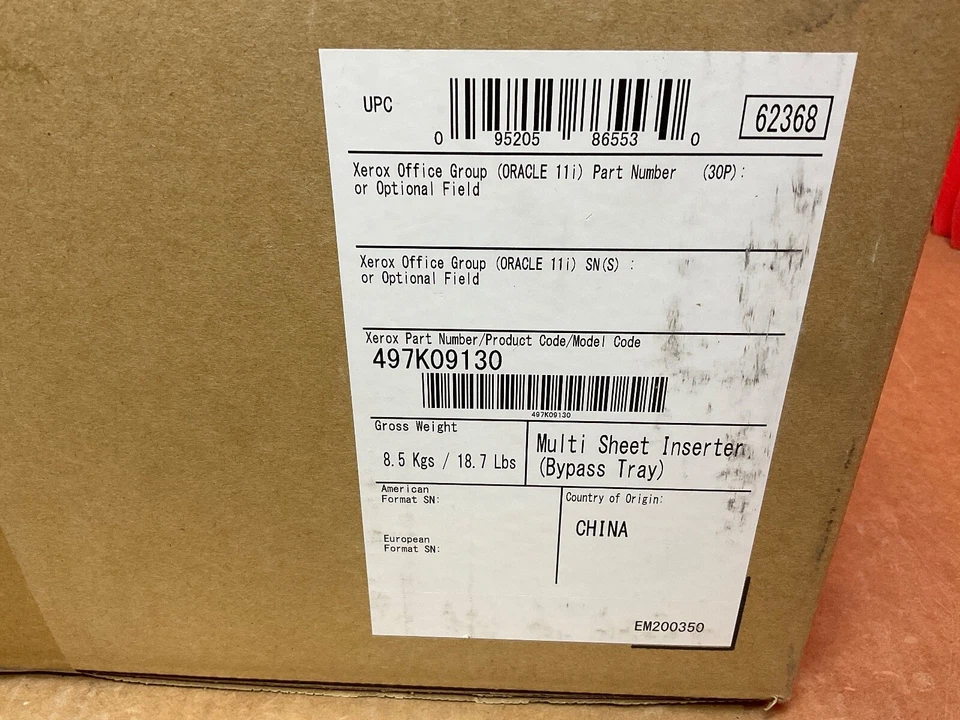 UPC
0 95205 86553 0
62368
Xerox Office Group (ORACLE 11i) Part Number (30P):
or Optional Field
Xerox Office Group (ORACLE 11i) SN(S) :
or Optional Field
Xerox Part Number/Product Code/Model Code
497K09130
497K09130
Gross Weight
8.5 Kgs / 18.7 Lbs
Multi Sheet Inserter
(Bypass Tray)
American
Format SN:
European
Format SN:
Country of Origin:
CHINA
EM200350